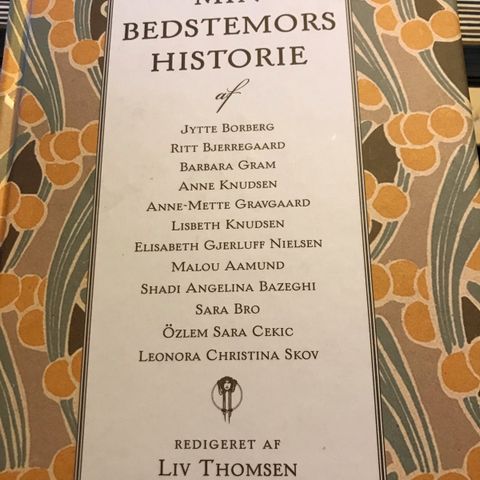 MIN
BEDSTEMORS
HISTORIE
af
JYTTE BORBERG
RITT BJERREGAARD
BARBARA GRAM
ANNE KNUDSEN
ANNE-METTE GRAVGAARD
LISBETH KNUDSEN
ELISABETH GJERLUFF NIELSEN
MALOU AAMUND
SHADI ANGELINA BAZEGHI
SARA BRO
ÖZLEM SARA CEKIC
LEONORA CHRISTINA SKOV
REDIGERET AF
LIV THOMSEN